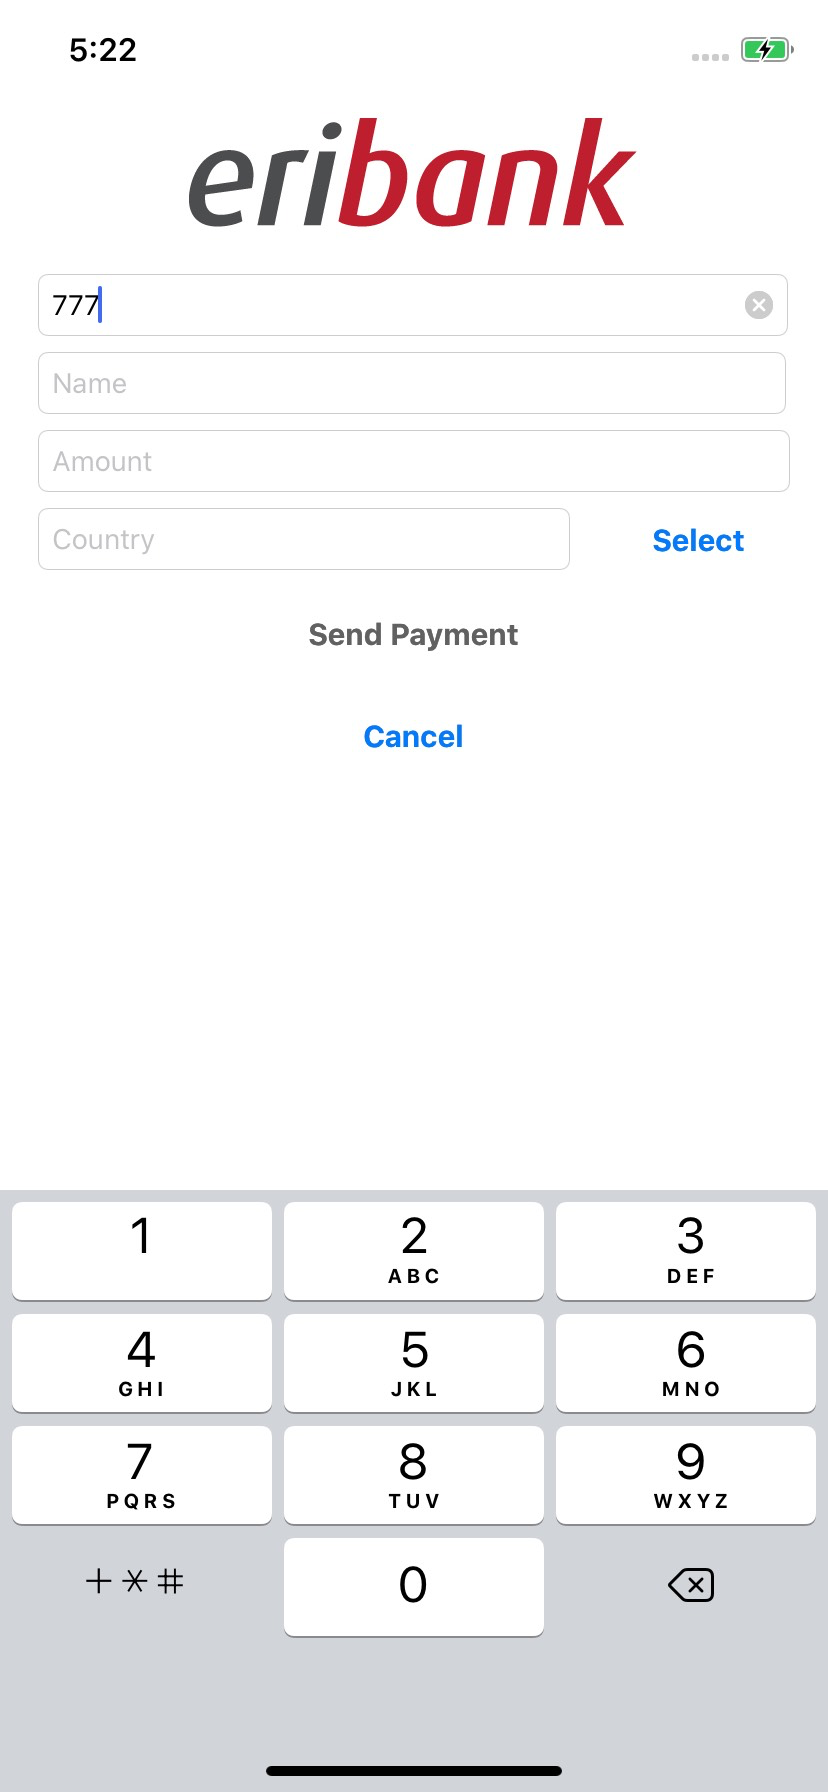 5:22
eribank
777
Name
Amount
Country
Select
Send Payment
Cancel
1
2
ABC
3
DEF
4
GHI
5
JKL
6
MNO
7
PQRS
8
TUV
9
WXYZ
+*#
0